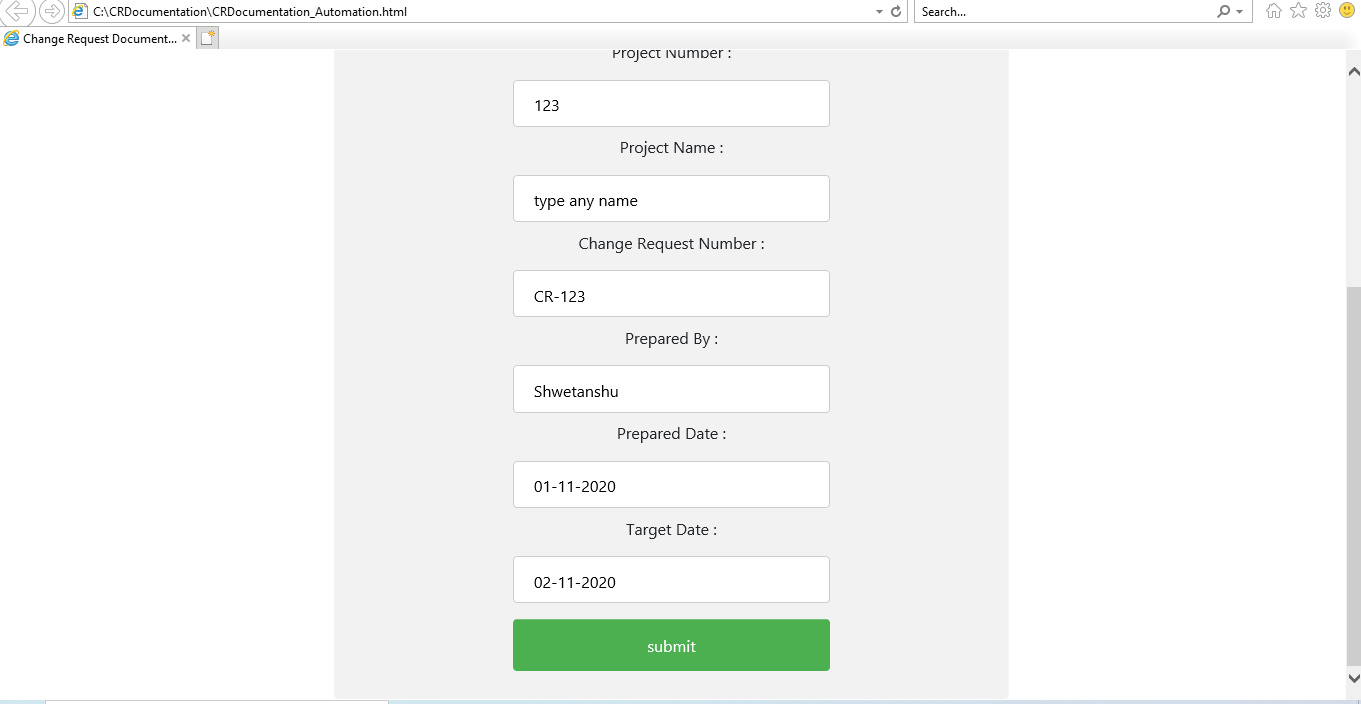 C:\CRDocumentation\CRDocumentation_Automation.html
Search...
Change Request Document...
Project Number :
123
Project Name :
type any name
Change Request Number :
CR-123
Prepared By :
Shwetanshu
Prepared Date :
01-11-2020
Target Date :
02-11-2020
submit